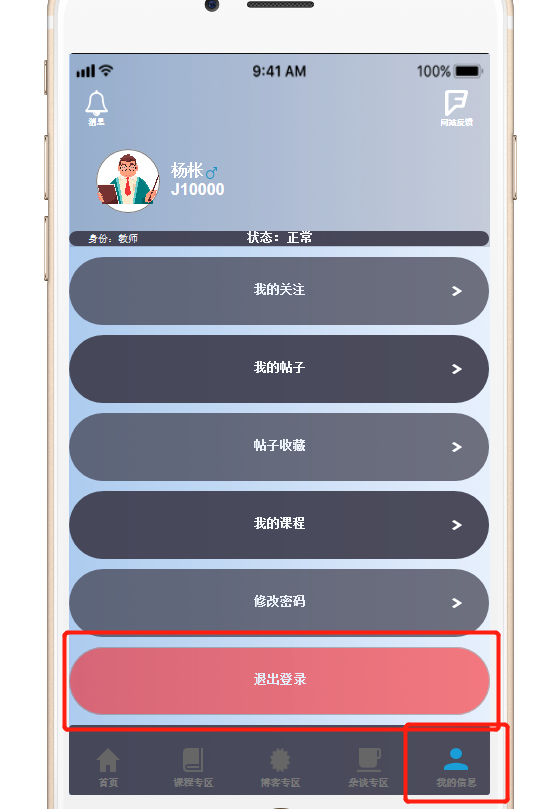 9:41 AM
100%
消息
网站反馈
杨枨
J10000
身份：教师
状态：正常
我的关注
我的帖子
帖子收藏
我的课程
修改密码
退出登录
首页
课程专区
博客专区
杂谈专区
我的信息